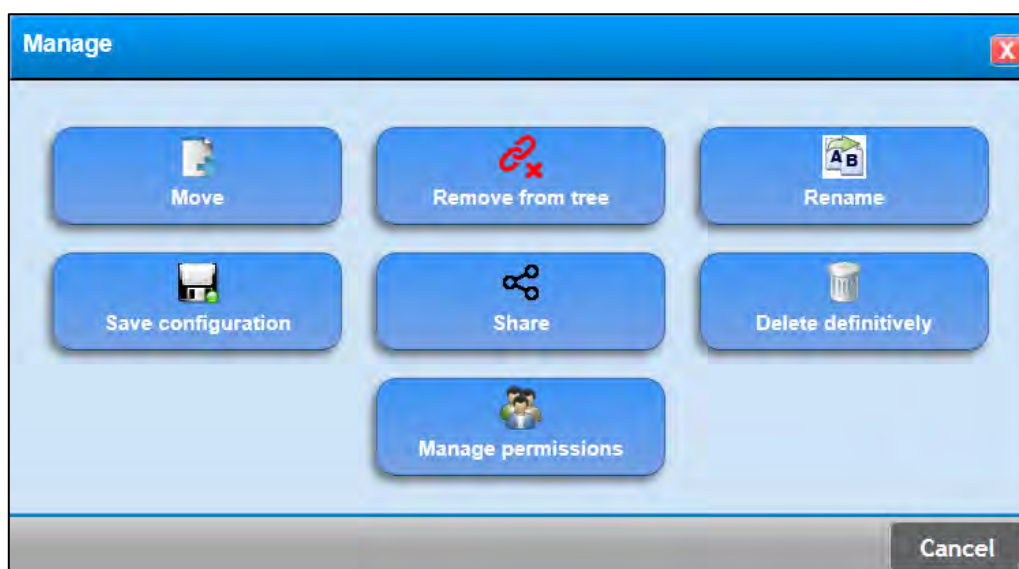 Manage
X
Move
Remove from tree
A B
Rename
Save configuration
Share
Delete definitively
Manage permissions
Cancel